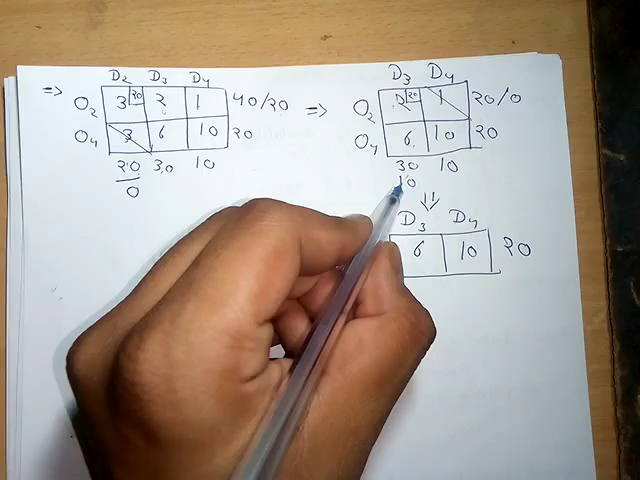 => D2 D3 D4
O2 3 20 2 1 40/20
O4 3 6 10 20
20 30 10
0
=> D3 D4
O2 2 20 1 20/0
O4 6 10 20
30 10
10
⇓
D3 D4
6 10 20